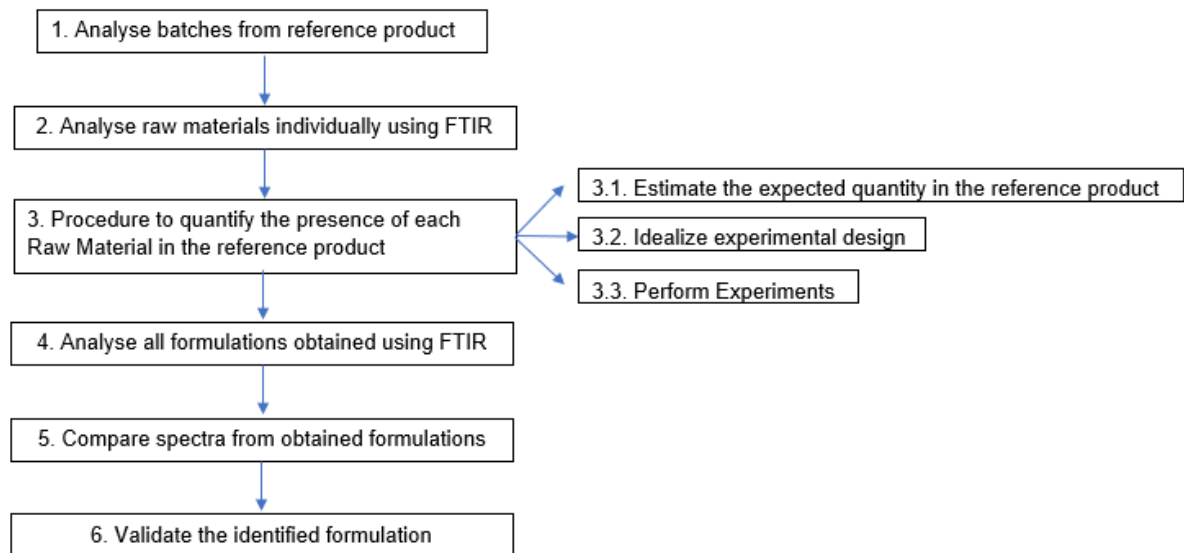 1. Analyse batches from reference product
2. Analyse raw materials individually using FTIR
3. Procedure to quantify the presence of each
Raw Material in the reference product
3.1. Estimate the expected quantity in the reference product
3.2. Idealize experimental design
3.3. Perform Experiments
4. Analyse all formulations obtained using FTIR
5. Compare spectra from obtained formulations
6. Validate the identified formulation